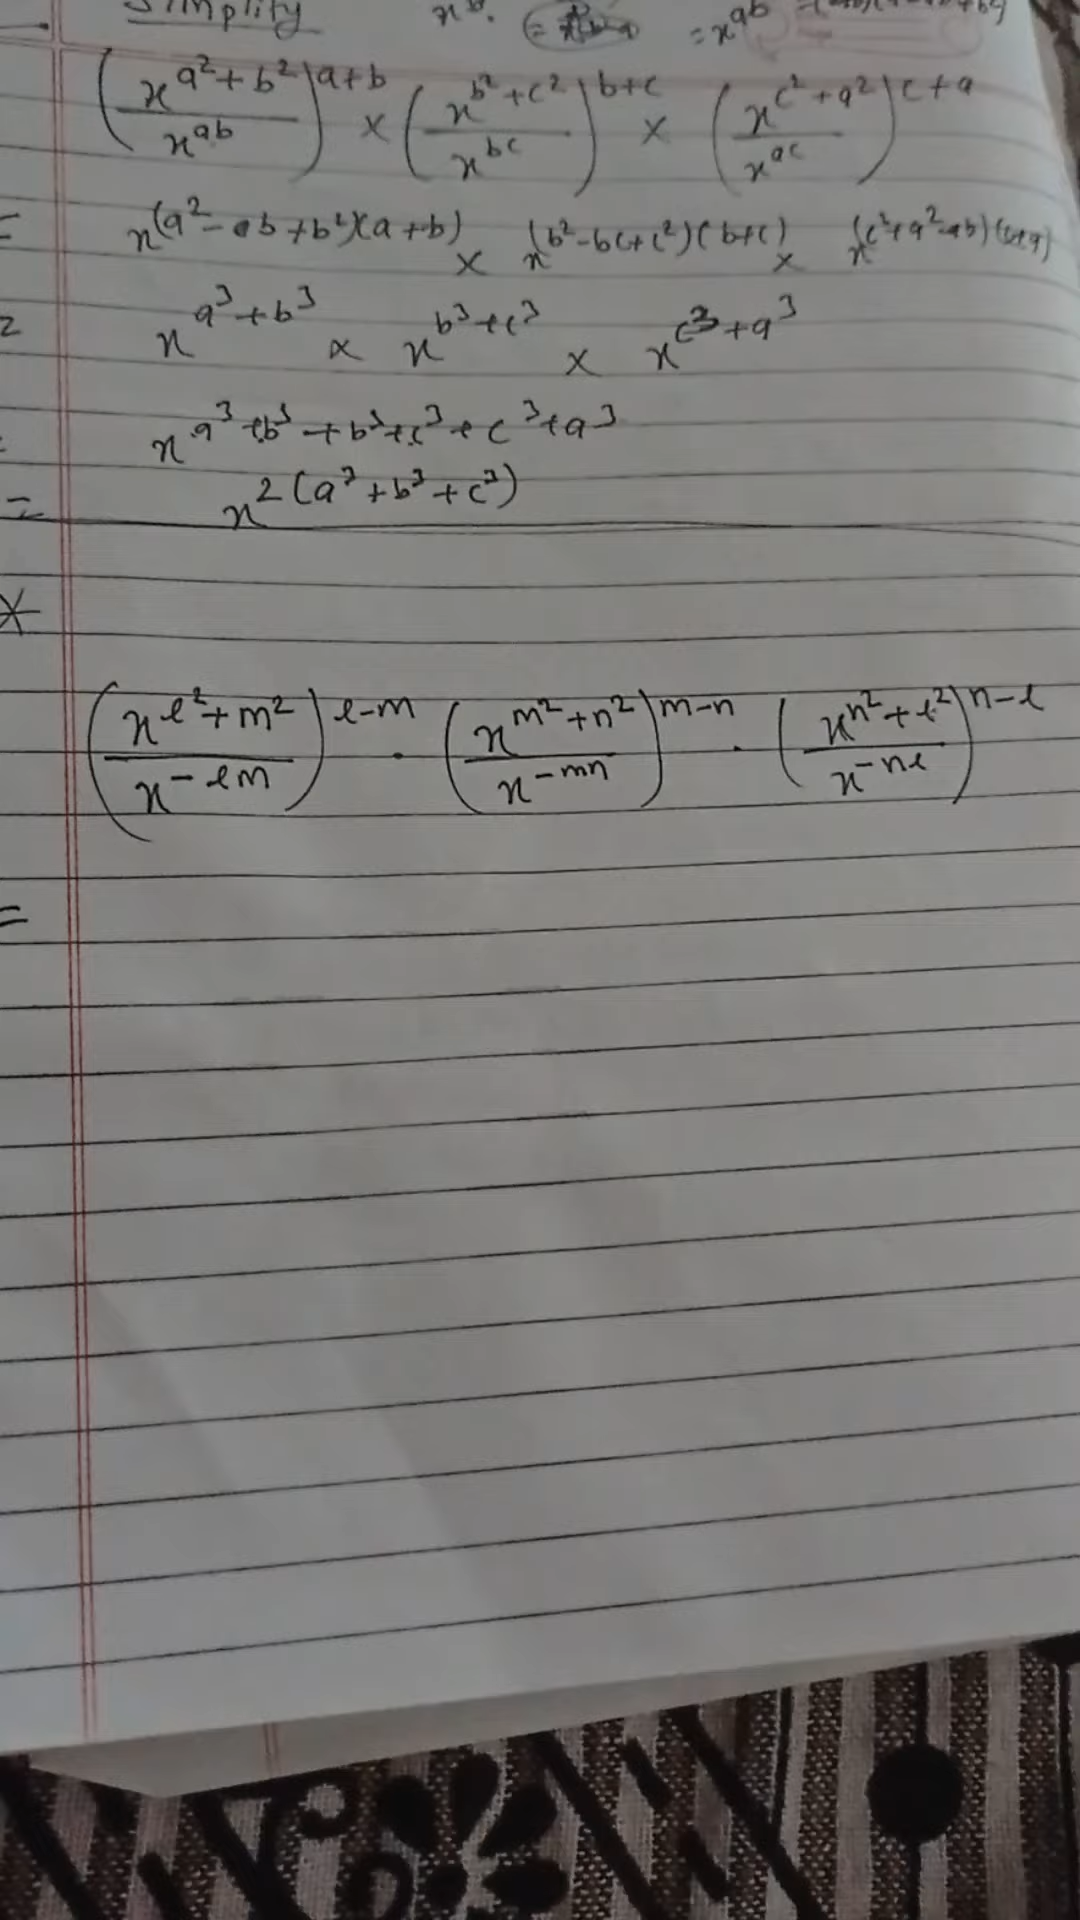 Simplify
(x^(a²+b²)/x^(ab))^(a+b) × (x^(b²+c²)/x^(bc))^(b+c) × (x^(c²+a²)/x^(ac))^(c+a)
= x^(a²-ab+b²)(a+b) × x^(b²-bc+c²)(b+c) × x^(c²+a²-ab)(c+a)
= x^(a³+b³) × x^(b³+c³) × x^(c³+a³)
x^(a³+b³+b³+c³+c³+a³)
= x^(2(a³+b³+c³))
*
(x^(l²+m²)/x^(-lm))^(l-m) · (x^(m²+n²)/x^(-mn))^(m-n) · (x^(n²+l²)/x^(-nl))^(n-l)
=